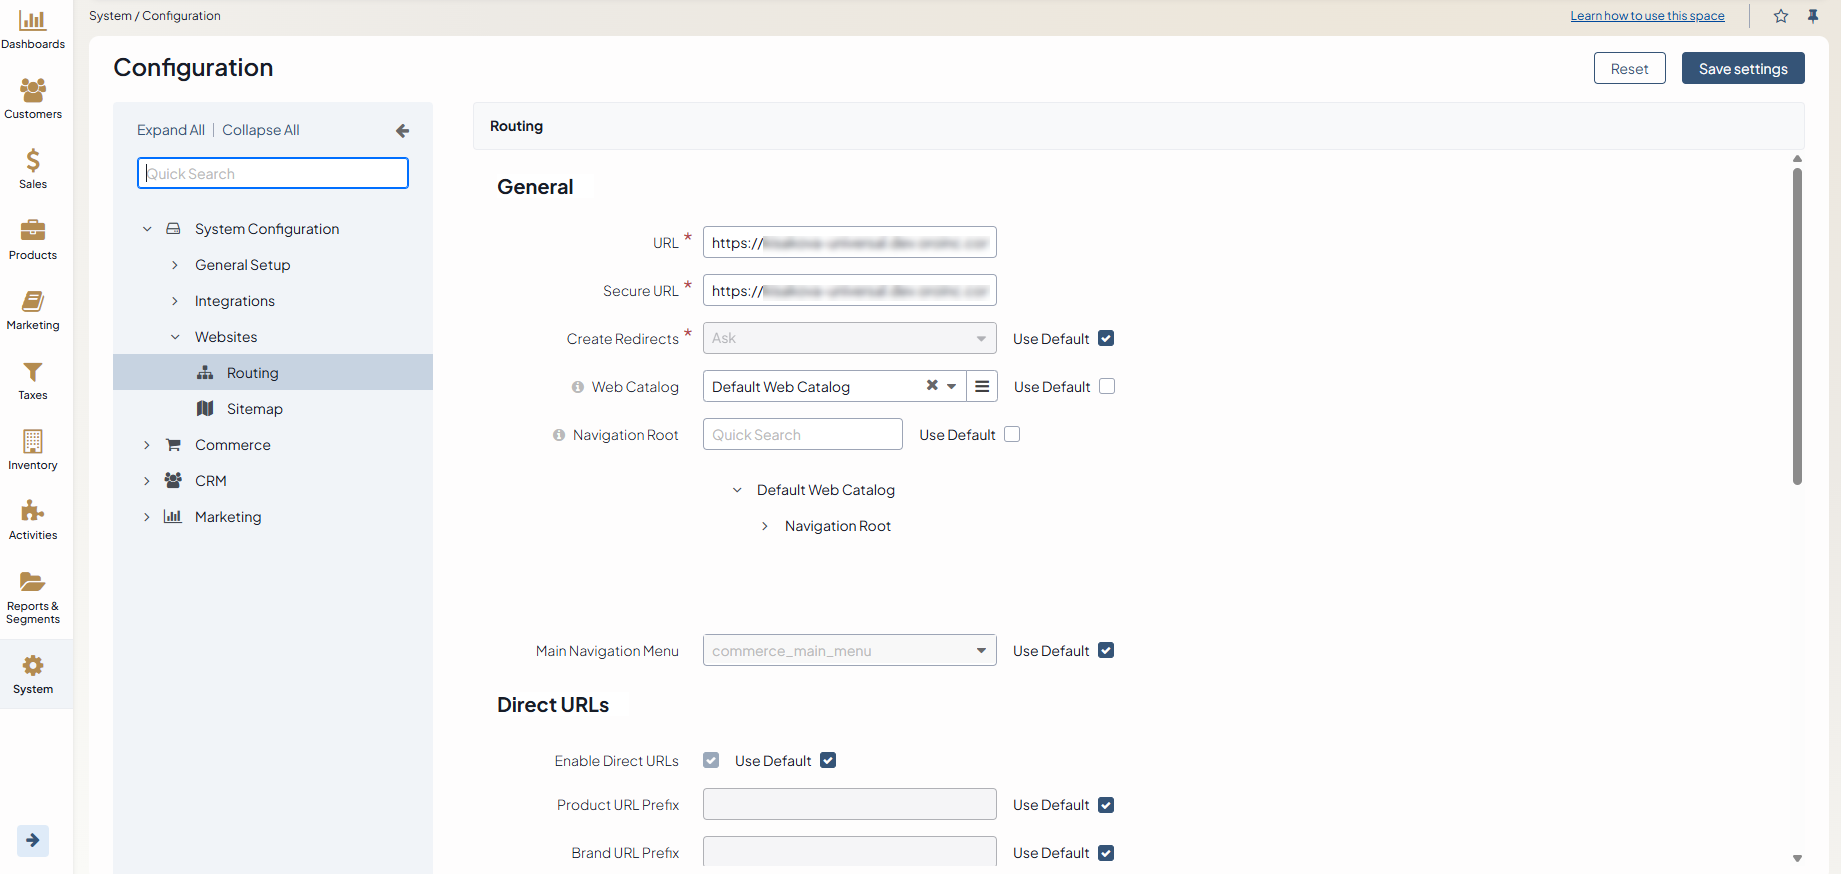 System / Configuration
Learn how to use this space
Dashboards
Customers
Sales
Products
Marketing
Taxes
Inventory
Activities
Reports &
Segments
System
Configuration
Reset
Save settings
Expand All | Collapse All
Quick Search
System Configuration
General Setup
Integrations
Websites
Routing
Sitemap
Commerce
CRM
Marketing
Routing
General
URL * https://
Secure URL * https://
Create Redirects * Ask Use Default
Web Catalog Default Web Catalog Use Default
Navigation Root Quick Search Use Default
Default Web Catalog
Navigation Root
Main Navigation Menu commerce_main_menu Use Default
Direct URLs
Enable Direct URLs Use Default
Product URL Prefix Use Default
Brand URL Prefix Use Default